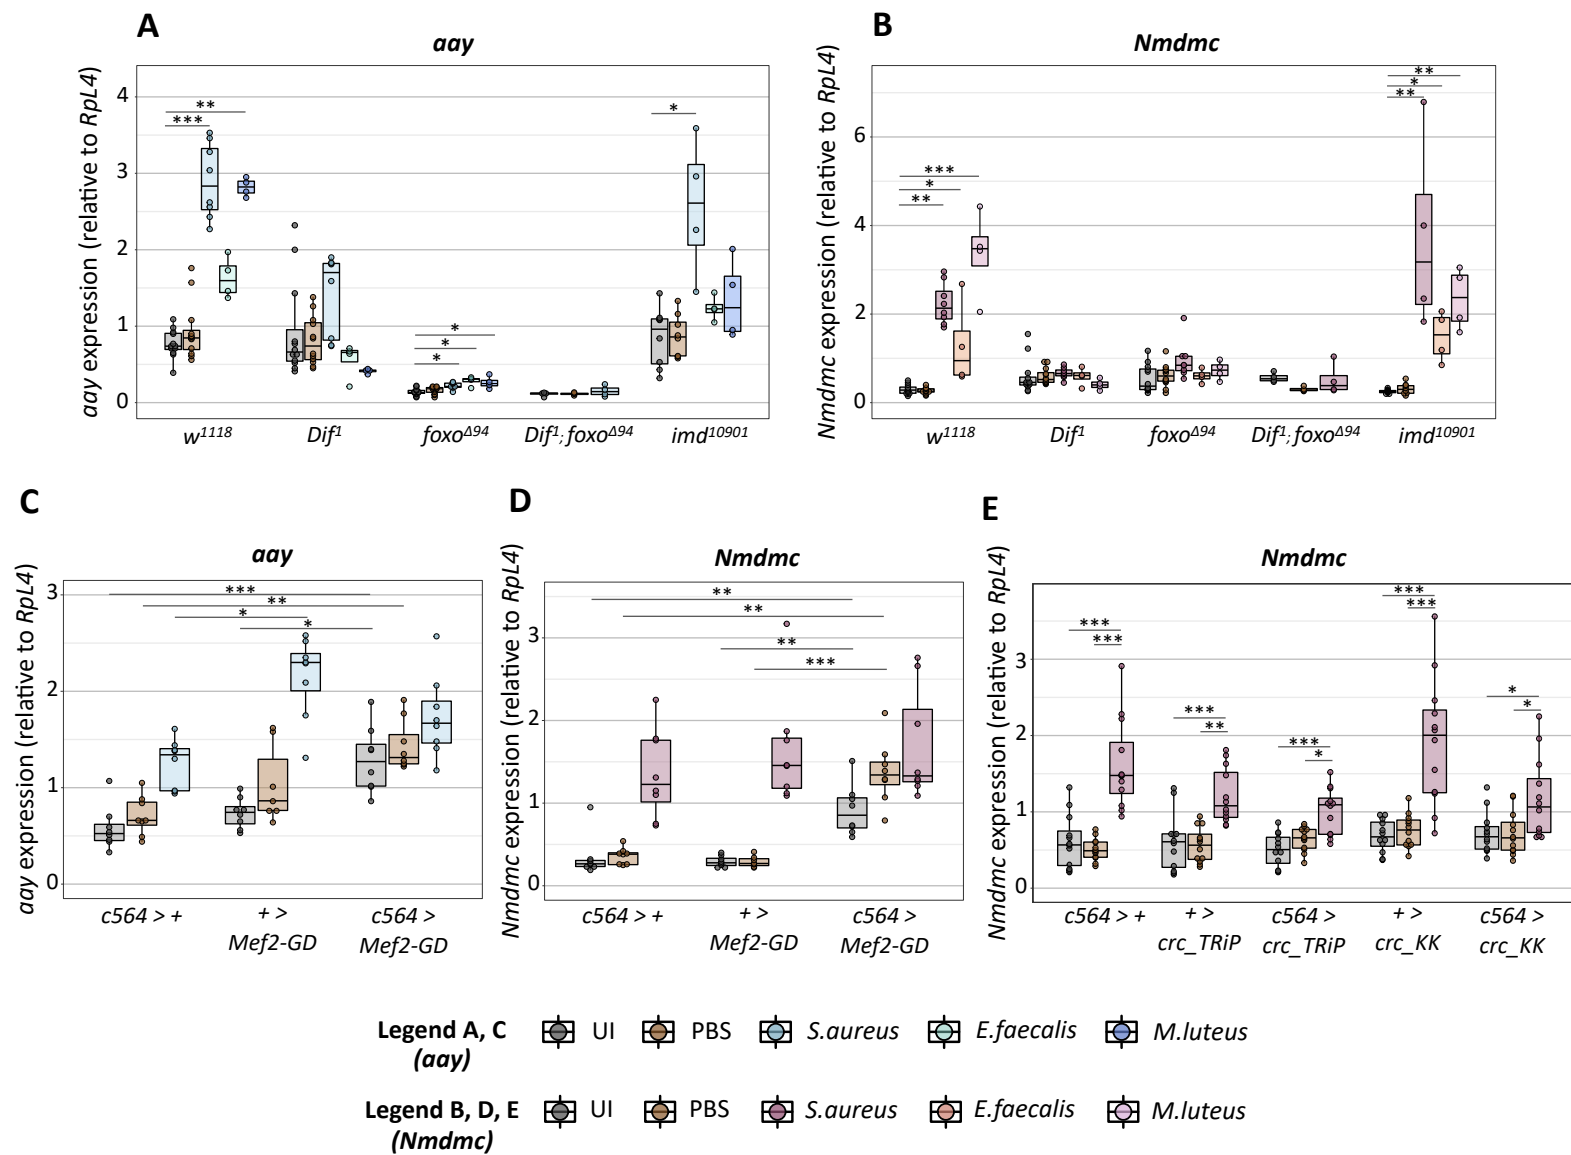 A
aay
aay expression (relative to RpL4)
4
3
2
1
0
***
**
*
*
*
*
w1118
Dif1
foxoΔ94
Dif1; foxoΔ94
imd10901
B
Nmdmc
Nmdmc expression (relative to RpL4)
6
4
2
0
***
*
**
**
*
**
w1118
Dif1
foxoΔ94
Dif1; foxoΔ94
imd10901
C
aay
aay expression (relative to RpL4)
3
2
1
0
***
**
*
*
c564 > +
+ >
Mef2-GD
c564 >
Mef2-GD
D
Nmdmc
Nmdmc expression (relative to RpL4)
3
2
1
0
**
**
**
***
c564 > +
+ >
Mef2-GD
c564 >
Mef2-GD
E
Nmdmc
Nmdmc expression (relative to RpL4)
3
2
1
0
***
***
***
**
***
*
***
***
*
*
c564 > +
+ >
crc_TRiP
c564 >
crc_TRiP
+ >
crc_KK
c564 >
crc_KK
Legend A, C
(aay)
UI PBS S.aureus E.faecalis M.luteus
Legend B, D, E
(Nmdmc)
UI PBS S.aureus E.faecalis M.luteus